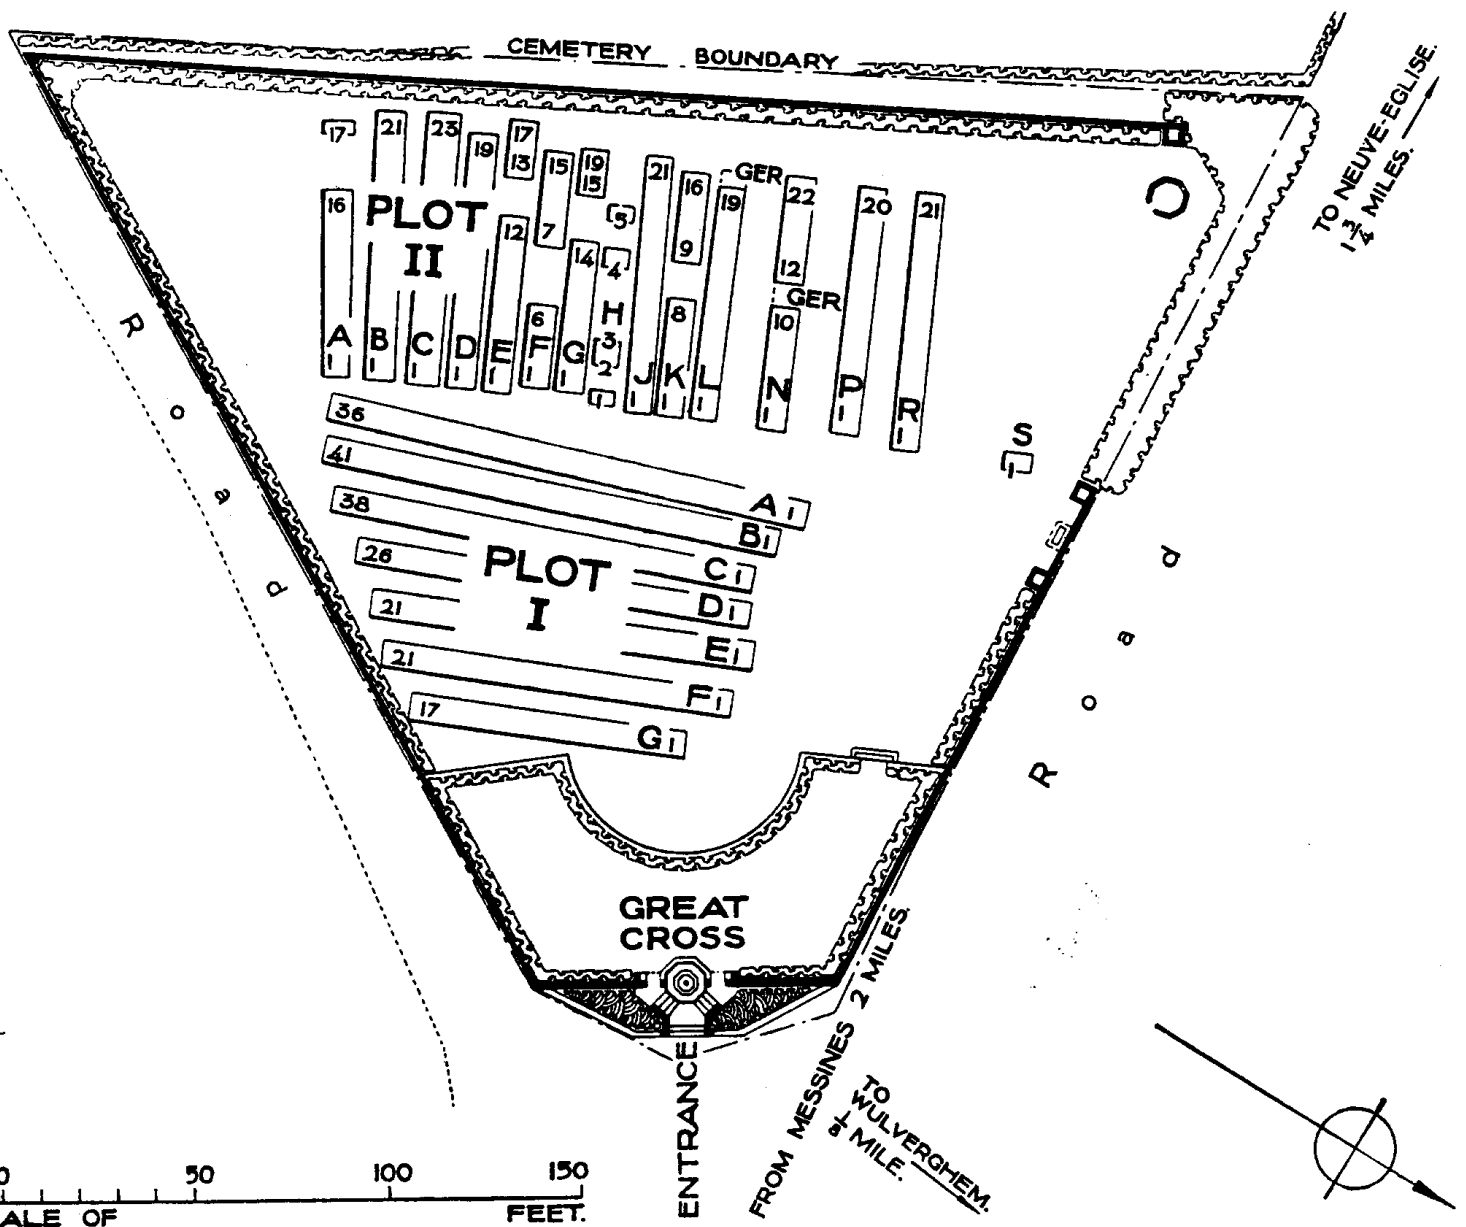 CEMETERY BOUNDARY
TO NEUVE-EGLISE.
1 3/4 MILES.
17 21 23 19 17 15 19 21 16 GER 22 20 21
13 15 19
16 12 7 5 9
PLOT
II
14 4 12
GER
6 H 8 10
3
A B C D E F G 2 J K L N P R
1 1 1 1 1 1 1 1 1 1 1 1 1 1 1
S
1
36 A 1
41 B 1
38 C 1
26 D 1
PLOT
I
21 E 1
21 F 1
17 G 1
Road
Road
GREAT
CROSS
ENTRANCE
FROM MESSINES 2 MILES.
TO
WULVERGHEM.
MILE.
0 50 100 150
ALE OF FEET.